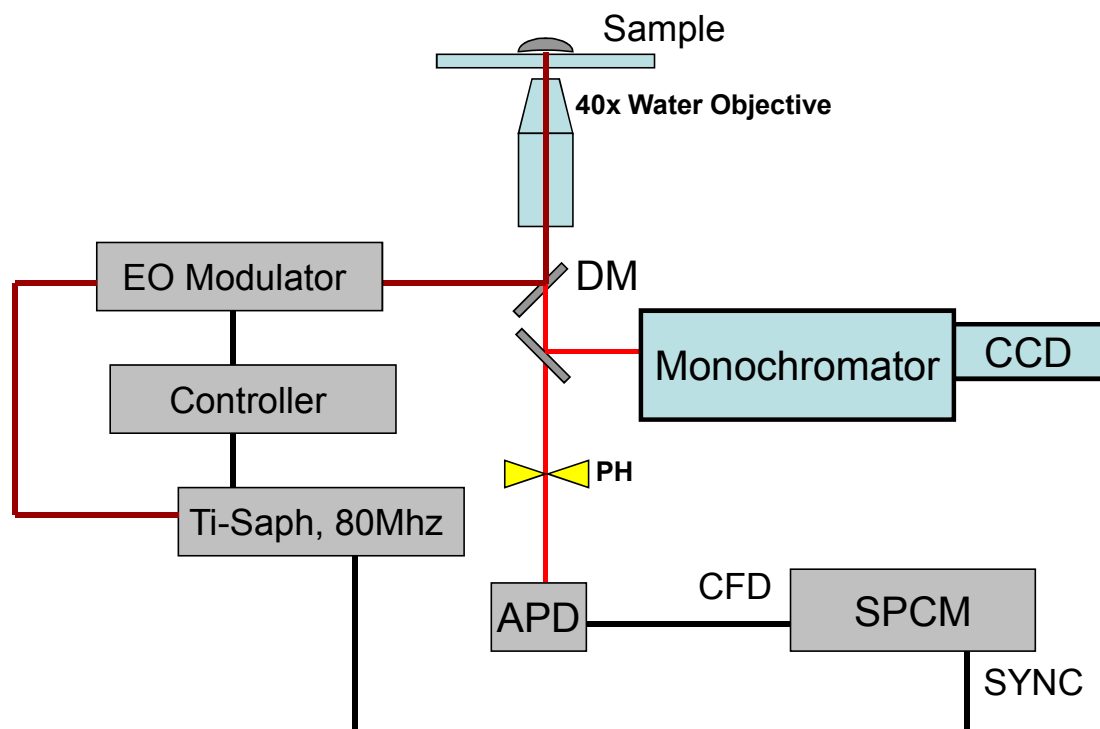 Sample
40x Water Objective
EO Modulator
DM
Monochromator
CCD
Controller
PH
Ti-Saph, 80Mhz
APD
CFD
SPCM
SYNC